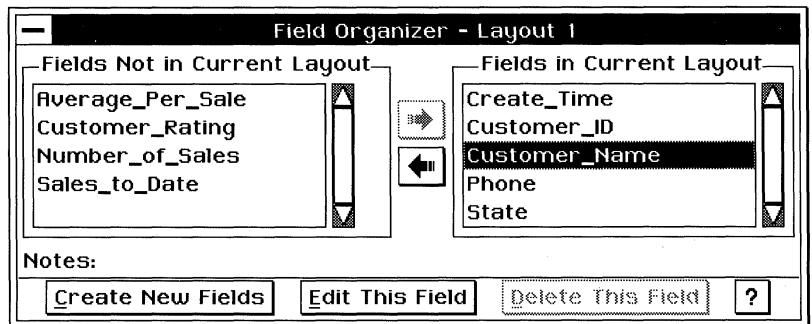 Field Organizer - Layout 1
Fields Not in Current Layout
Average_Per_Sale
Customer_Rating
Number_of_Sales
Sales_to_Date
Fields in Current Layout
Create_Time
Customer_ID
Customer_Name
Phone
State
Notes:
Create New Fields
Edit This Field
Delete This Field
?